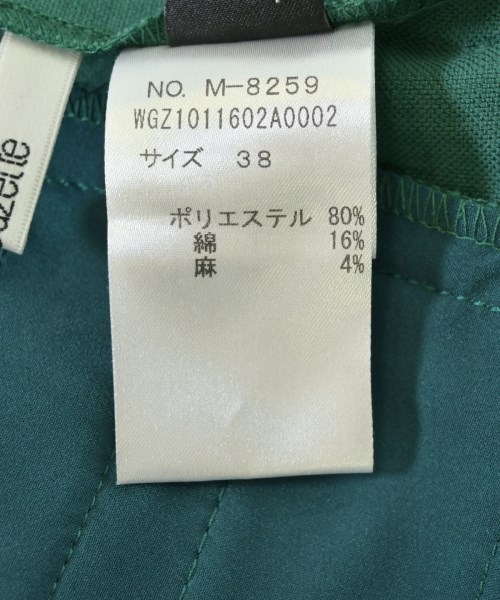 NO. M-8259
WGZ1011602A0002
サイズ 38
ポリエステル 80%
綿 16%
麻 4%